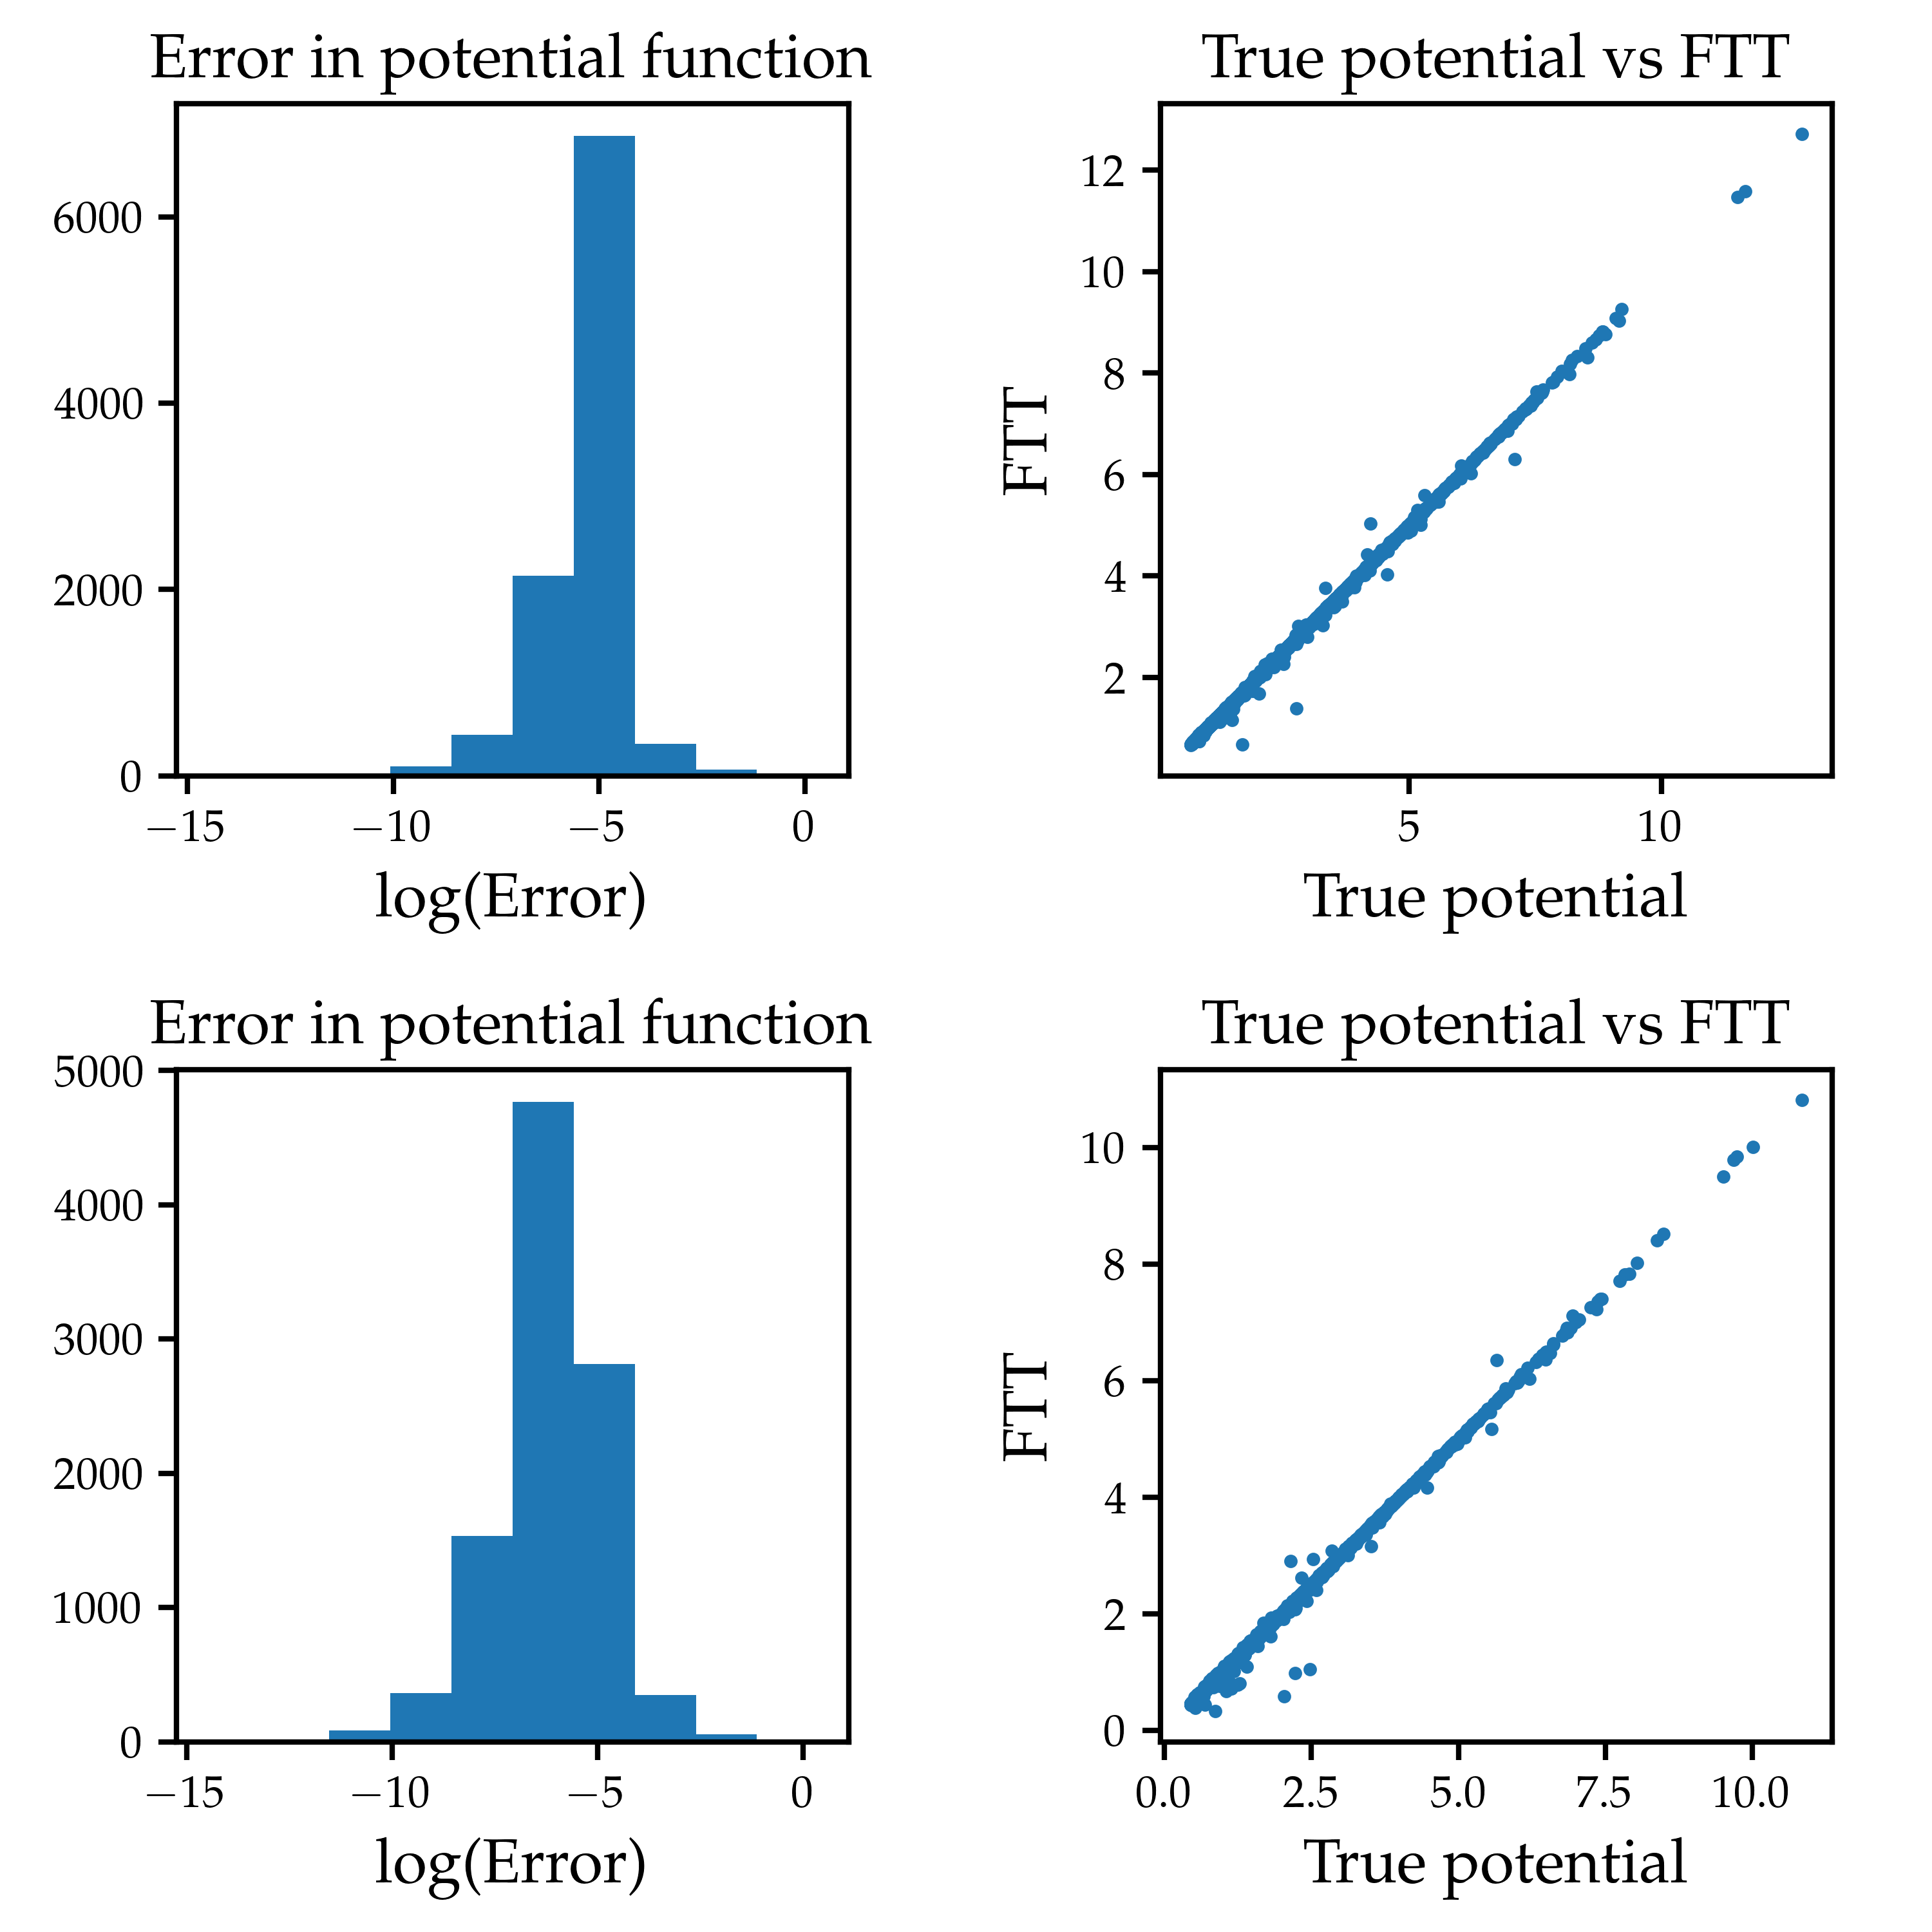 Error in potential function
6000
4000
2000
0
−15 −10 −5 0
log(Error)
True potential vs FTT
12
10
8
6
4
2
FTT
5 10
True potential
Error in potential function
5000
4000
3000
2000
1000
0
−15 −10 −5 0
log(Error)
True potential vs FTT
10
8
6
4
2
0
FTT
0.0 2.5 5.0 7.5 10.0
True potential